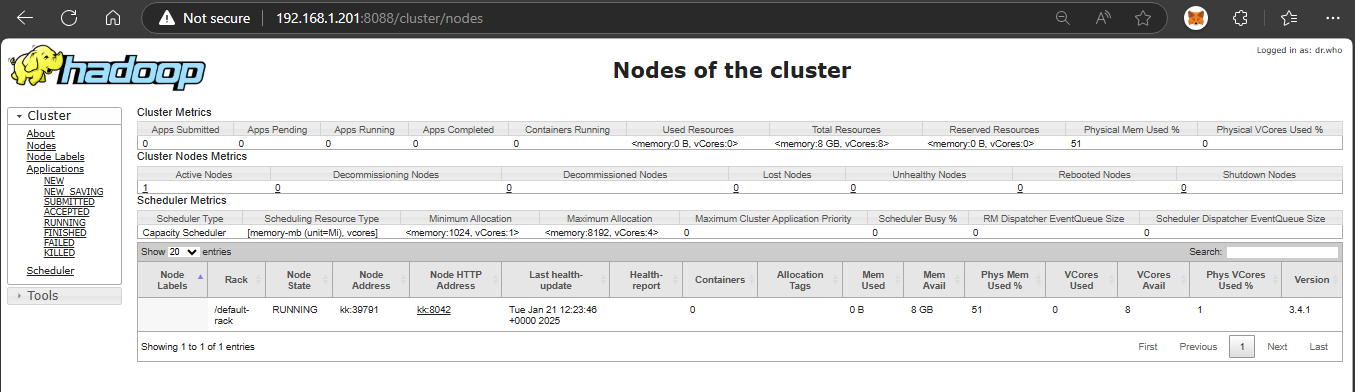 Not secure 192.168.1.201:8088/cluster/nodes
Logged in as: dr.who
hadoop
Nodes of the cluster
Cluster
About
Nodes
Node Labels
Applications
NEW
NEW_SAVING
SUBMITTED
ACCEPTED
RUNNING
FINISHED
FAILED
KILLED
Scheduler
Tools
Cluster Metrics
Apps Submitted Apps Pending Apps Running Apps Completed Containers Running Used Resources Total Resources Reserved Resources Physical Mem Used % Physical VCores Used %
0 0 0 0 0 <memory:0 B, vCores:0> <memory:8 GB, vCores:8> <memory:0 B, vCores:0> 51 0
Cluster Nodes Metrics
Active Nodes Decommissioning Nodes Decommissioned Nodes Lost Nodes Unhealthy Nodes Rebooted Nodes Shutdown Nodes
1 0 0 0 0 0 0
Scheduler Metrics
Scheduler Type Scheduling Resource Type Minimum Allocation Maximum Allocation Maximum Cluster Application Priority Scheduler Busy % RM Dispatcher EventQueue Size Scheduler Dispatcher EventQueue Size
Capacity Scheduler [memory-mb (unit=Mi), vcores] <memory:1024, vCores:1> <memory:8192, vCores:4> 0 0 0 0
Show 20 entries Search:
Node Labels Rack Node State Node Address Node HTTP Address Last health-update Health-report Containers Allocation Tags Mem Used Mem Avail Phys Mem Used % VCores Used VCores Avail Phys VCores Used % Version
/default-rack RUNNING kk:39791 kk:8042 Tue Jan 21 12:23:46 +0000 2025 0 0 B 8 GB 51 0 8 1 3.4.1
Showing 1 to 1 of 1 entries First Previous 1 Next Last